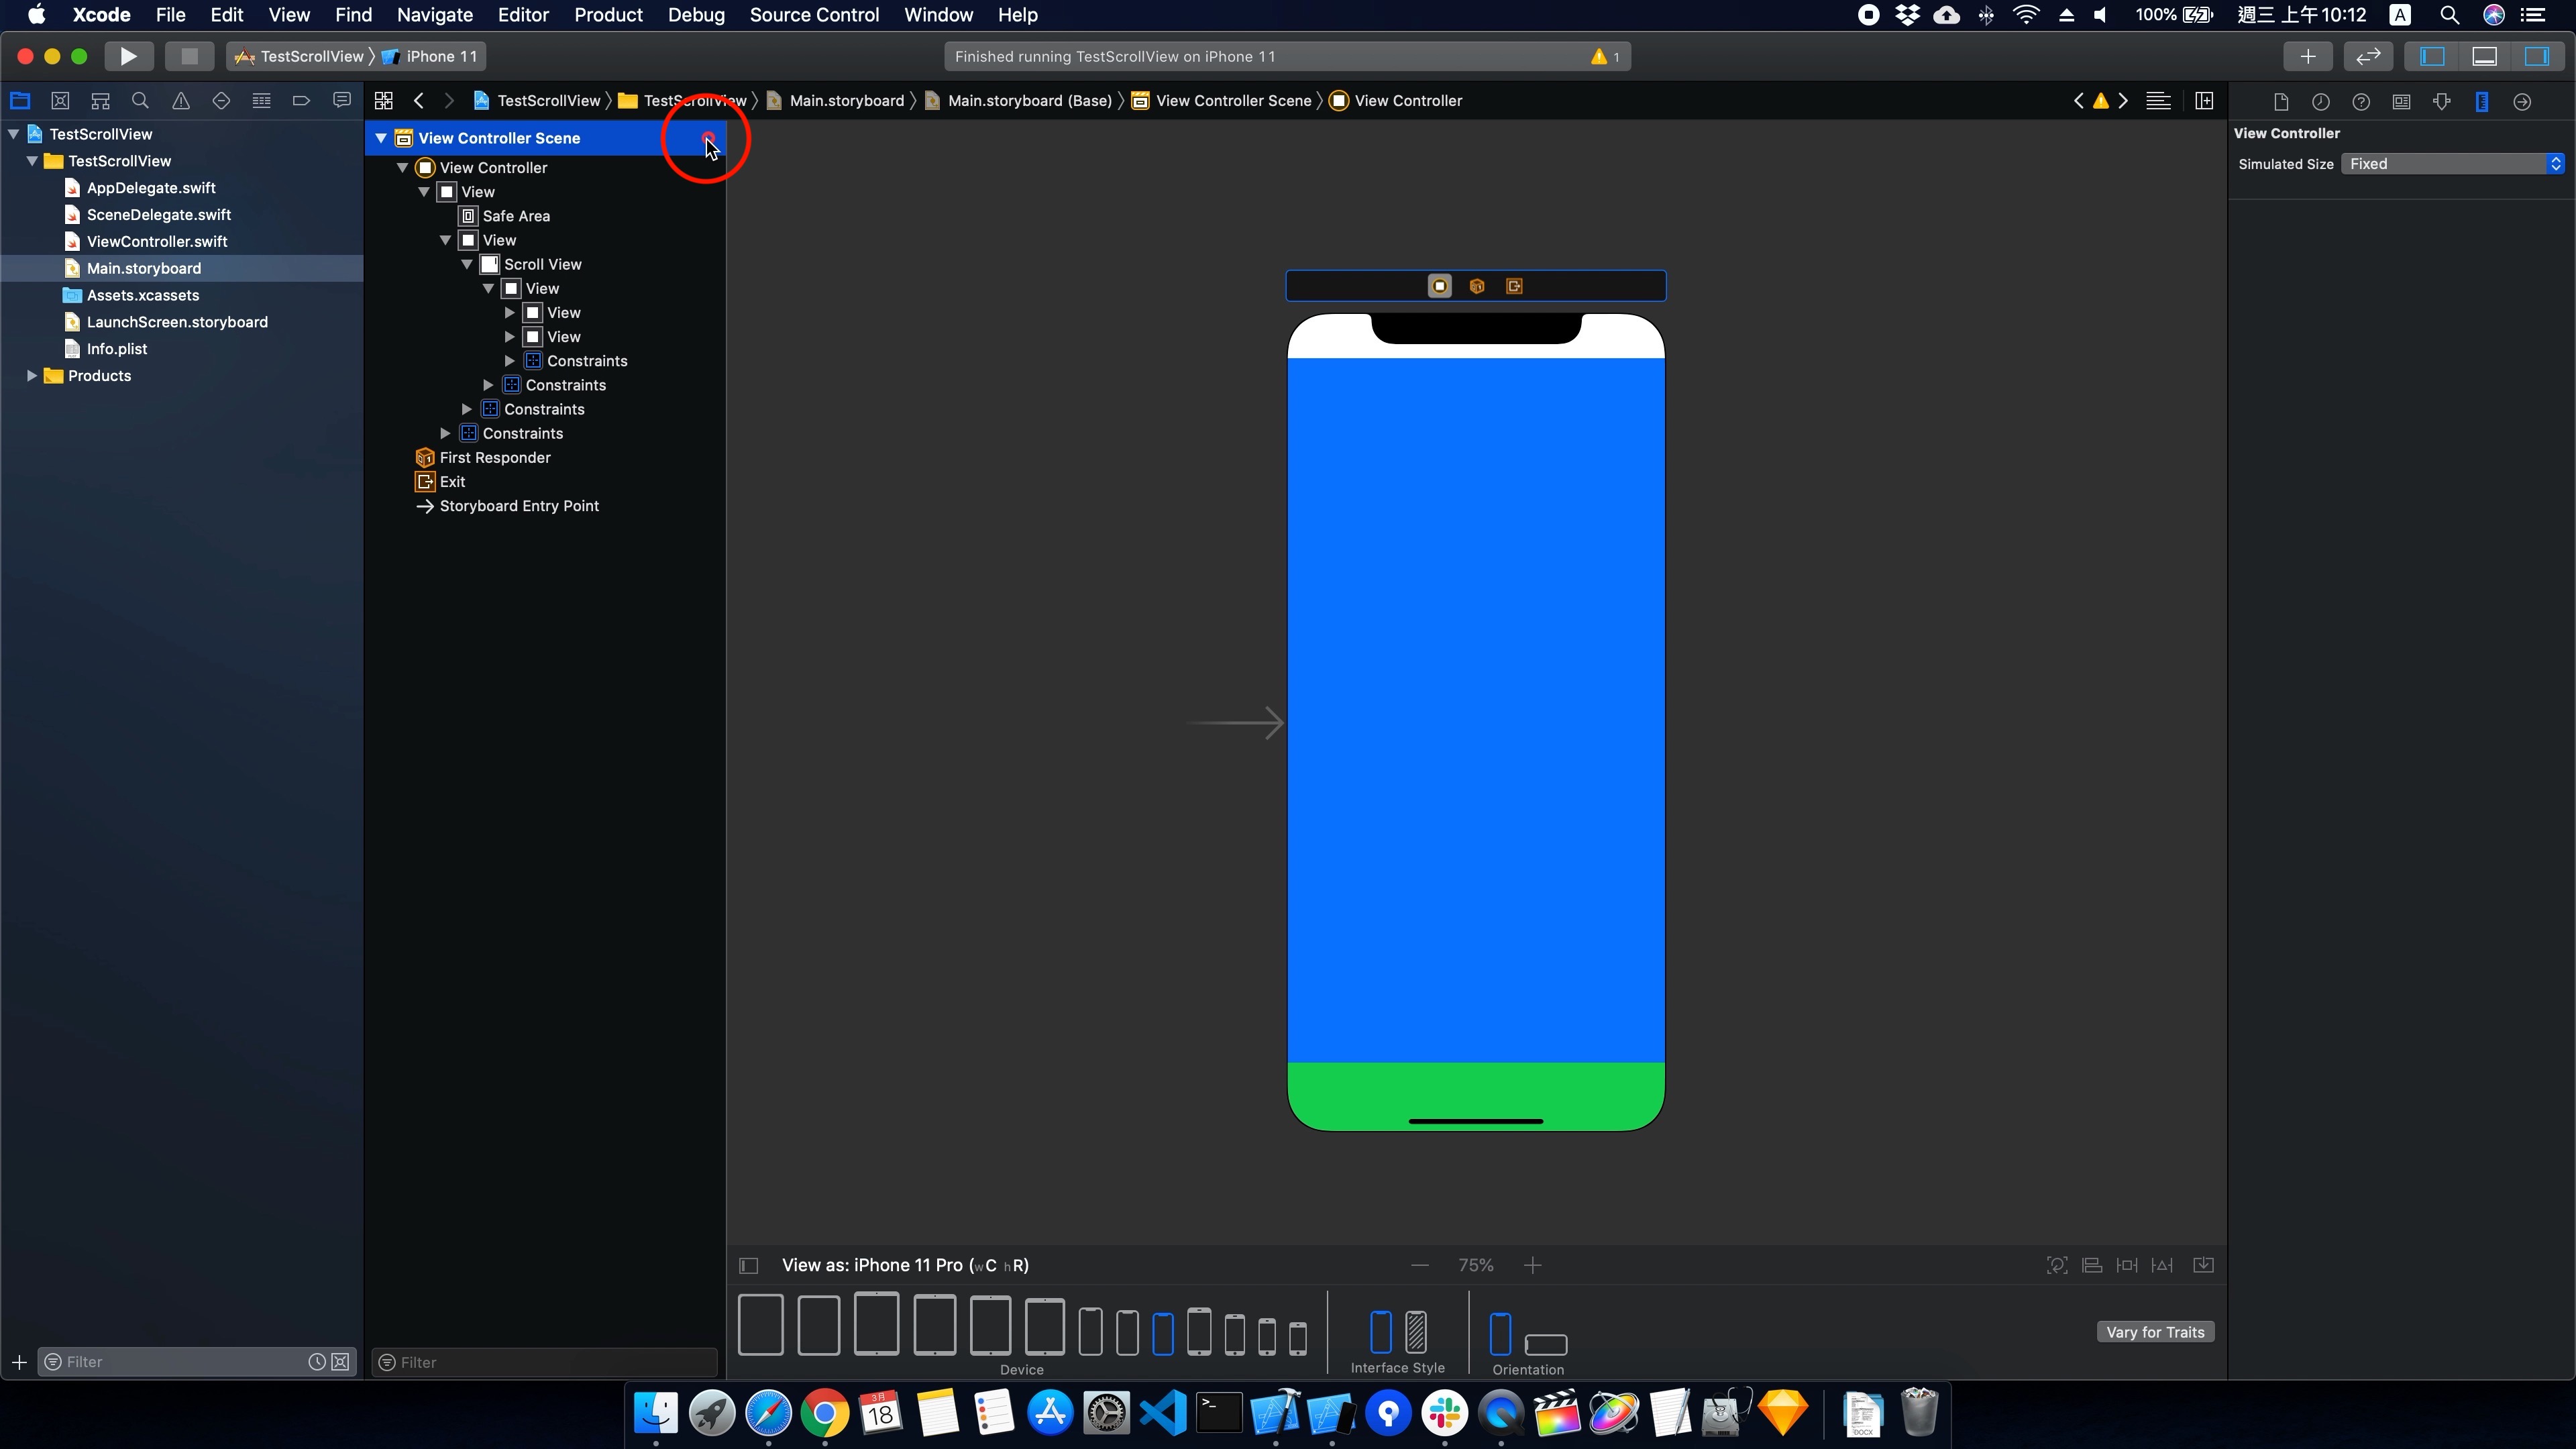 Xcode File Edit View Find Navigate Editor Product Debug Source Control Window Help 100% 週三 上午10:12 A
TestScrollView iPhone 11 Finished running TestScrollView on iPhone 11 1
TestScrollView TestScrollView Main.storyboard Main.storyboard (Base) View Controller Scene View Controller
TestScrollView
TestScrollView
AppDelegate.swift
SceneDelegate.swift
ViewController.swift
Main.storyboard
Assets.xcassets
LaunchScreen.storyboard
Info.plist
Products
Filter
View Controller Scene
View Controller
View
Safe Area
View
Scroll View
View
View
View
Constraints
Constraints
Constraints
Constraints
First Responder
Exit
Storyboard Entry Point
Filter
View Controller
Simulated Size Fixed
View as: iPhone 11 Pro (wC hR) 75%
Device
Interface Style
Orientation
Vary for Traits
3月
18
DOCX